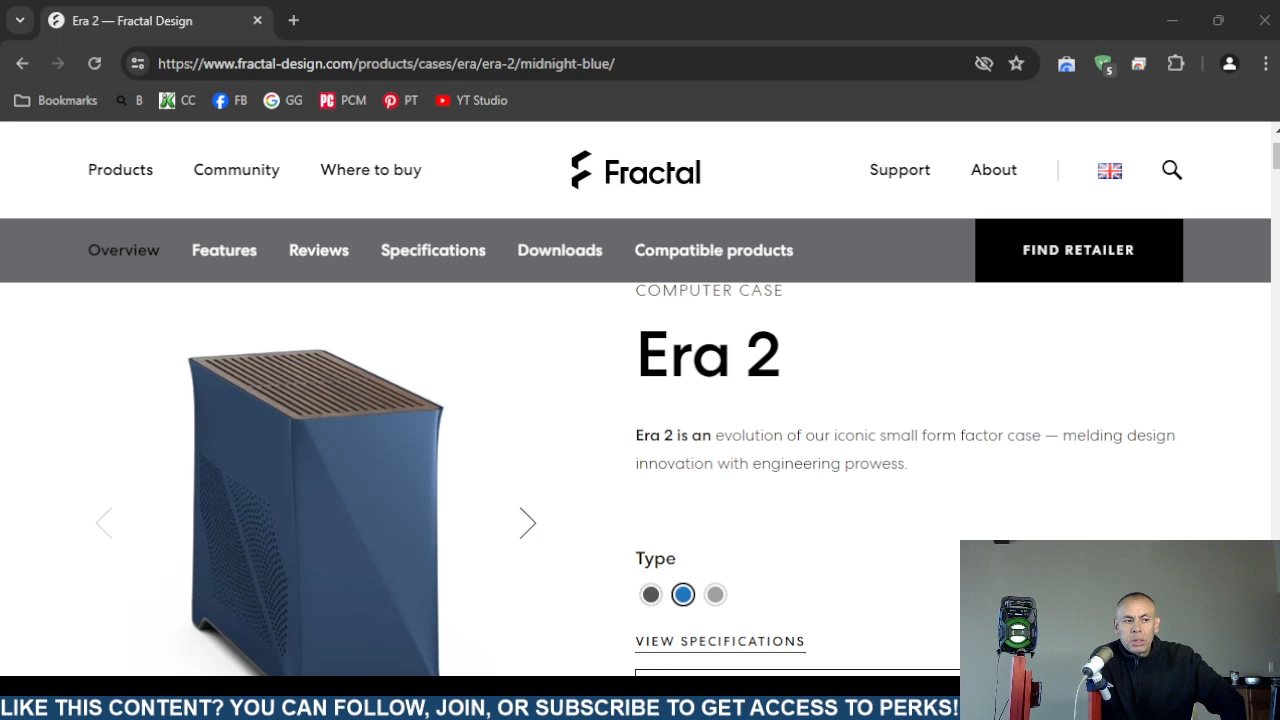 Era 2 — Fractal Design
https://www.fractal-design.com/products/cases/era/era-2/midnight-blue/
5
Bookmarks B CC FB GG PCM PT YT Studio
Products Community Where to buy Fractal Support About
Overview Features Reviews Specifications Downloads Compatible products FIND RETAILER
COMPUTER CASE
Era 2
Era 2 is an evolution of our iconic small form factor case — melding design
innovation with engineering prowess.
Type
VIEW SPECIFICATIONS
LIKE THIS CONTENT? YOU CAN FOLLOW, JOIN, OR SUBSCRIBE TO GET ACCESS TO PERKS!